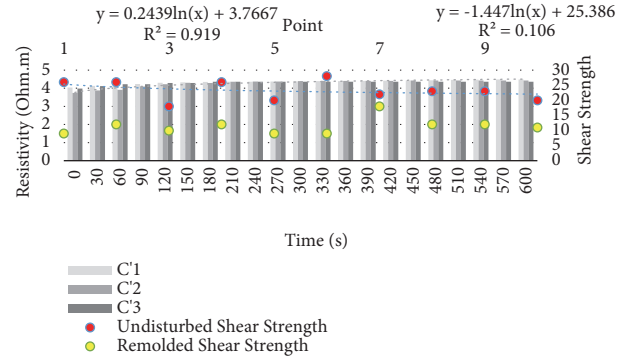 y = 0.2439ln(x) + 3.7667
R² = 0.919
Point
y = -1.447ln(x) + 25.386
R² = 0.106
1 3 5 7 9
Resistivity (Ohm.m)
5
4
3
2
1
0
30
25
20
15
10
5
0
Shear Strength
0 30 60 90 120 150 180 210 240 270 300 330 360 390 420 450 480 510 540 570 600
Time (s)
C'1
C'2
C'3
Undisturbed Shear Strength
Remolded Shear Strength